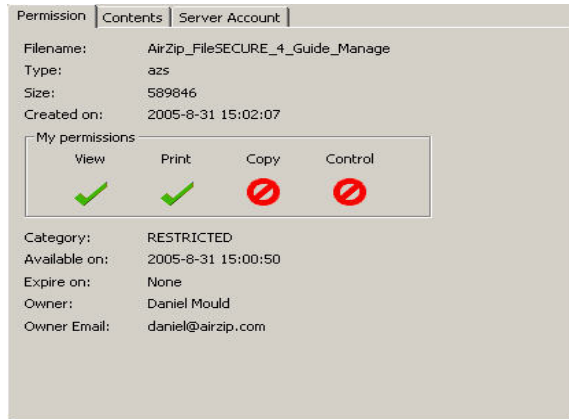 Permission Contents Server Account
Filename: AirZip_FileSECURE_4_Guide_Manage
Type: azs
Size: 589846
Created on: 2005-8-31 15:02:07
My permissions
View Print Copy Control
Category: RESTRICTED
Available on: 2005-8-31 15:00:50
Expire on: None
Owner: Daniel Mould
Owner Email: daniel@airzip.com